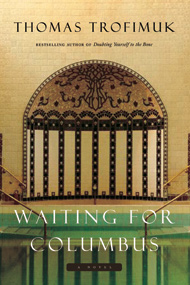 THOMAS TROFIMUK
BESTSELLING AUTHOR OF Doubting Yourself to the Bone
WAITING FOR
COLUMBUS
A NOVEL